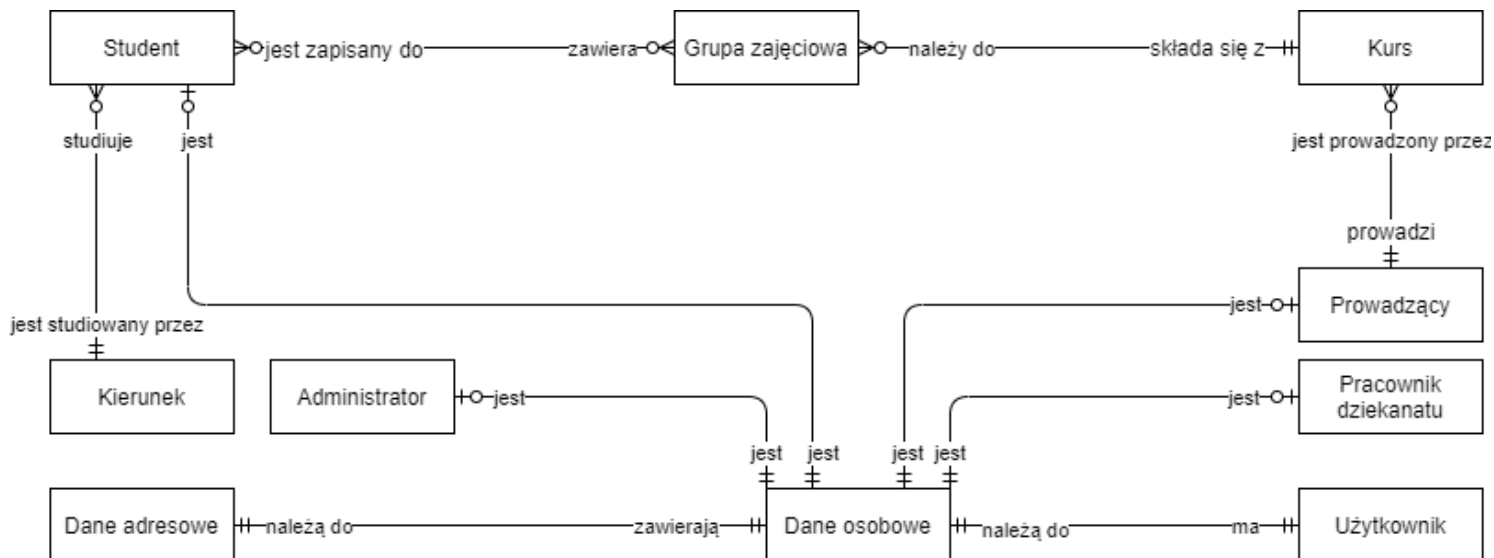 Student
jest zapisany do
zawiera
Grupa zajęciowa
należy do
składa się z
Kurs
studiuje
jest
jest prowadzony przez
prowadzi
jest studiowany przez
jest
Prowadzący
Kierunek
Administrator
jest
jest
Pracownik
dziekanatu
jest
jest
jest
jest
Dane adresowe
należą do
zawierają
Dane osobowe
należą do
ma
Użytkownik